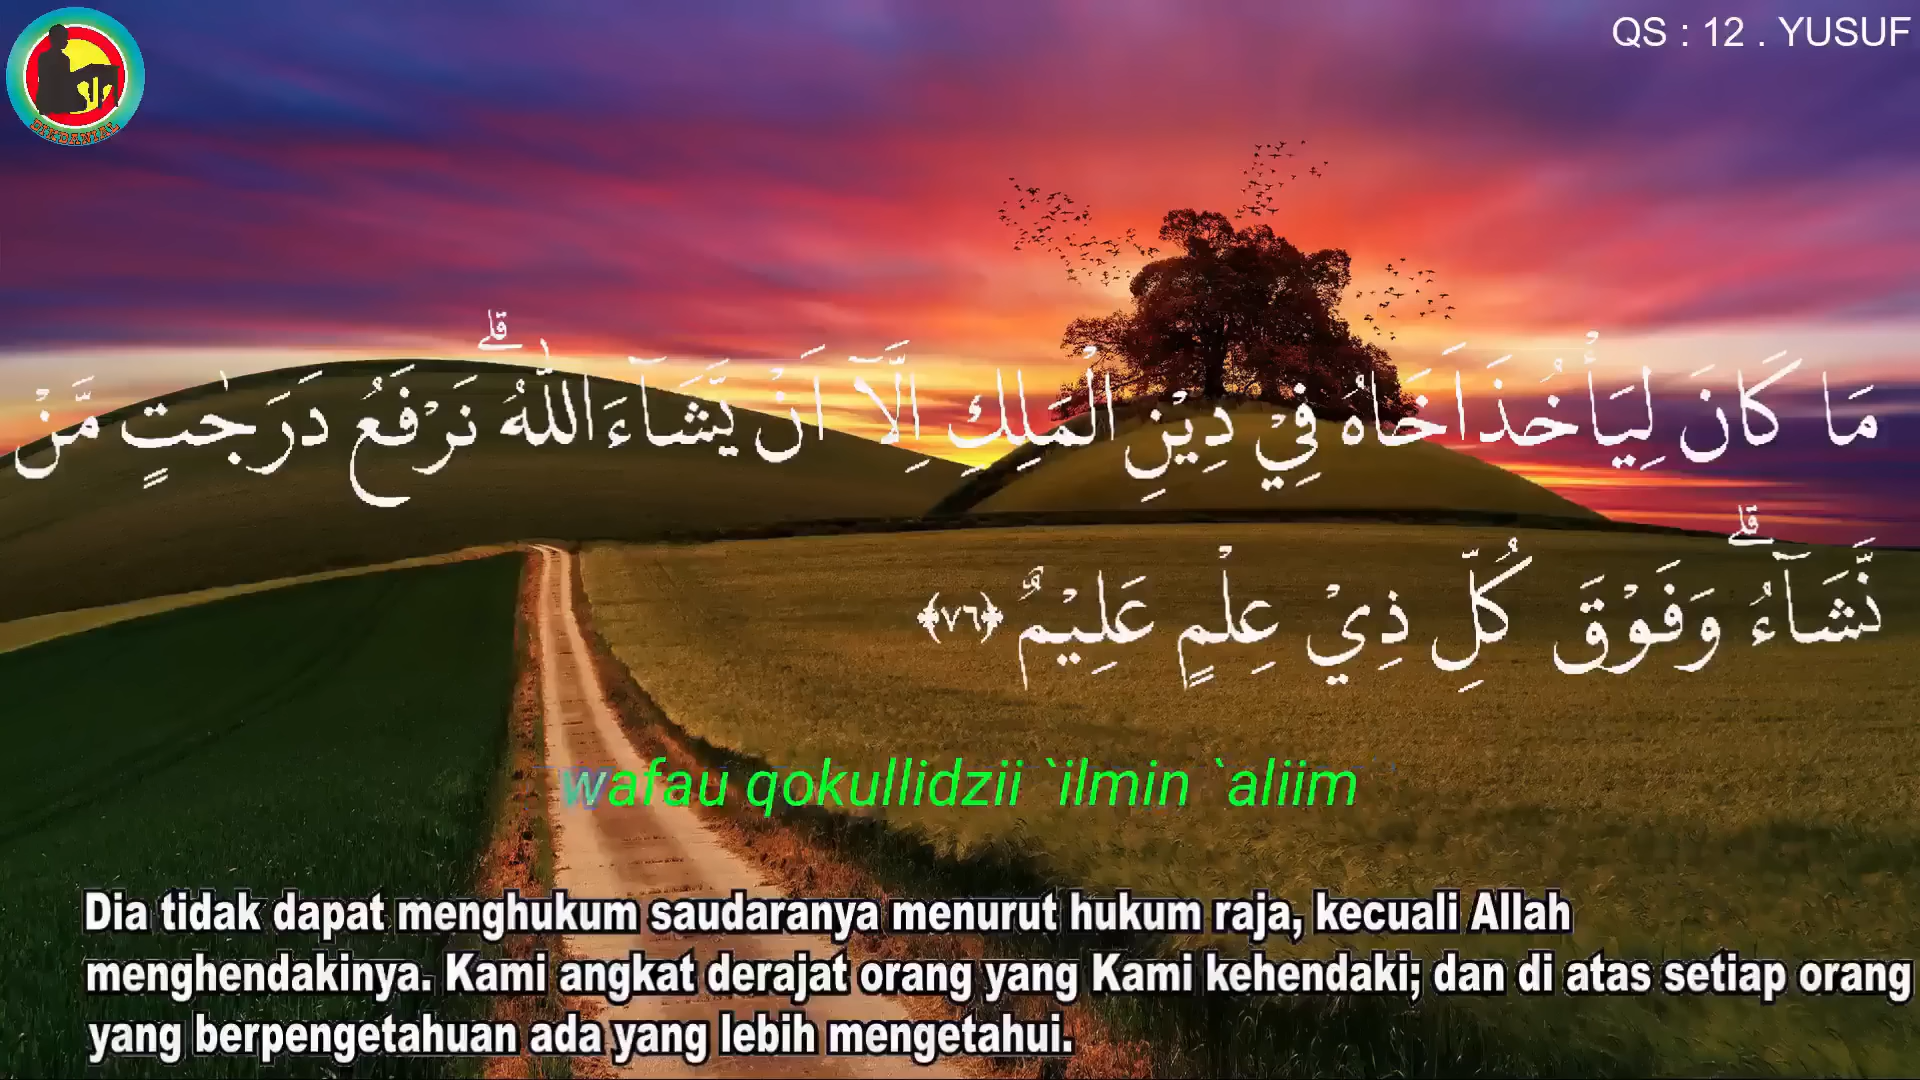 QS : 12 . YUSUF
DIMDANIAL
مَا كَانَ لِيَأْخُذَ اَخَاهُ فِيْ دِيْنِ الْمَلِكِ اِلَّآ اَنْ يَّشَآءَ اللّٰهُ ۗ نَرْفَعُ دَرَجٰتٍ مَّنْ
نَّشَآءُ ۗ وَفَوْقَ كُلِّ ذِيْ عِلْمٍ عَلِيْمٌ ﴿٧٦﴾
wafau qokullidzii `ilmin `aliim
Dia tidak dapat menghukum saudaranya menurut hukum raja, kecuali Allah
menghendakinya. Kami angkat derajat orang yang Kami kehendaki; dan di atas setiap orang
yang berpengetahuan ada yang lebih mengetahui.